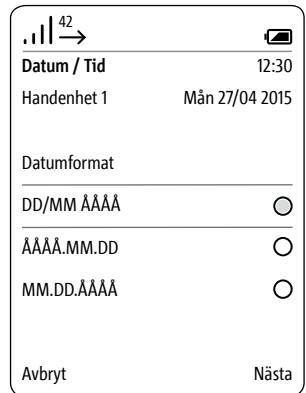 42
Datum / Tid 12:30
Handenhet 1 Mån 27/04 2015
Datumformat
DD/MM ÅÅÅÅ
ÅÅÅÅ.MM.DD
MM.DD.ÅÅÅÅ
Avbryt Nästa